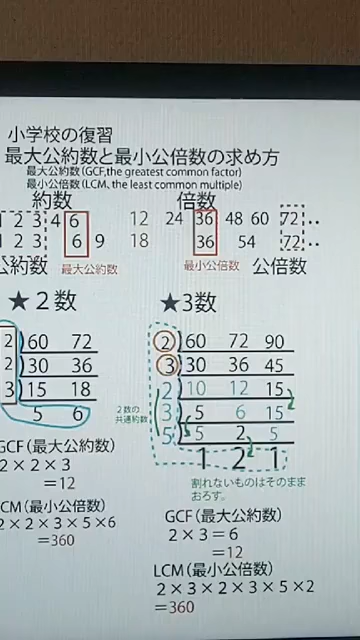 小学校の復習
最大公約数と最小公倍数の求め方
最大公約数(GCF,the greatest common factor)
最小公倍数(LCM, the least common multiple)
約数 倍数
1 2 3 4 6 12 24 36 48 60 72 ‥
1 2 3 6 9 18 36 54 72 ‥
公約数 最大公約数 最小公倍数 公倍数
★2数
2 ) 60 72
2 ) 30 36
3 ) 15 18
5 6
GCF(最大公約数)
2×2×3
=12
LCM(最小公倍数)
2×2×3×5×6
=360
★3数
2 ) 60 72 90
3 ) 30 36 45
2 ) 10 12 15
3 ) 5 6 15
5 ) 5 2 5
1 2 1
2数の
共通約数
割れないものはそのまま
おろす。
GCF(最大公約数)
2×3=6
=12
LCM(最小公倍数)
2×3×2×3×5×2
=360